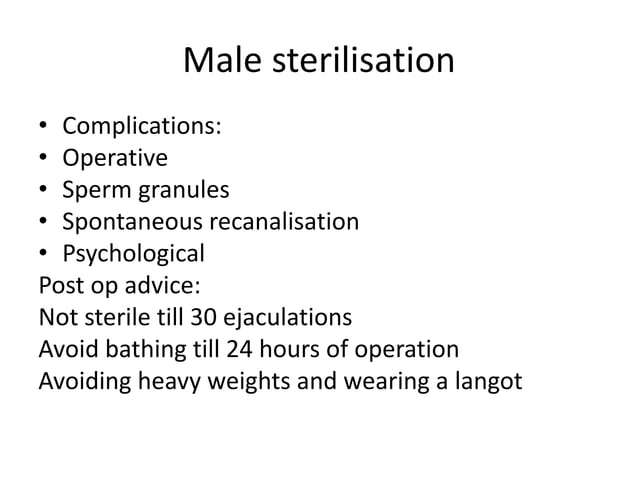 Male sterilisation
• Complications:
• Operative
• Sperm granules
• Spontaneous recanalisation
• Psychological
Post op advice:
Not sterile till 30 ejaculations
Avoid bathing till 24 hours of operation
Avoiding heavy weights and wearing a langot